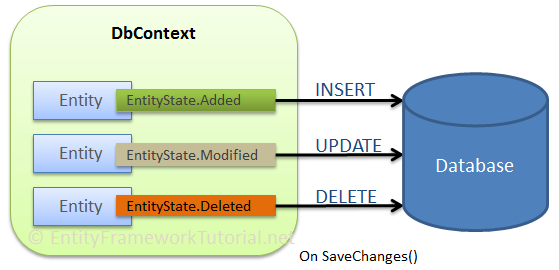 DbContext
Entity
EntityState.Added
INSERT
Entity
EntityState.Modified
UPDATE
Database
Entity
EntityState.Deleted
DELETE
© EntityFrameworkTutorial.net
On SaveChanges()